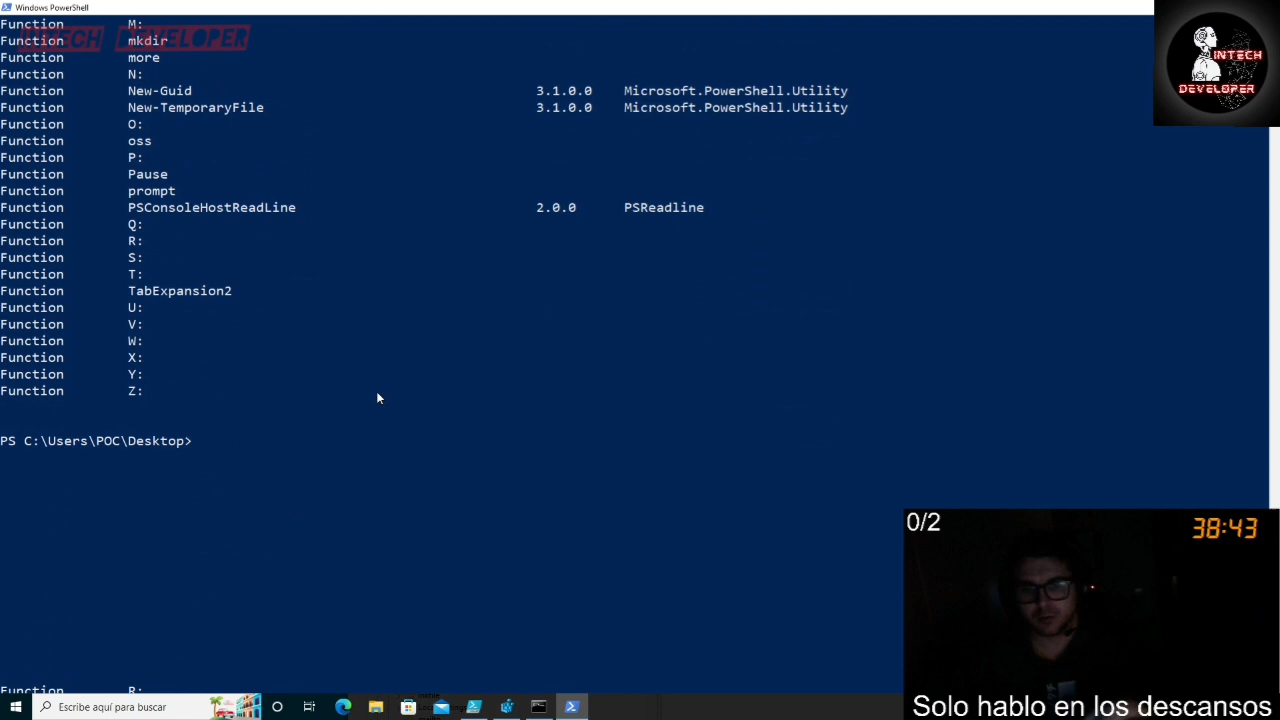 Windows PowerShell
Function M:
Function mkdir
Function more
Function N:
Function New-Guid 3.1.0.0 Microsoft.PowerShell.Utility
Function New-TemporaryFile 3.1.0.0 Microsoft.PowerShell.Utility
Function O:
Function oss
Function P:
Function Pause
Function prompt
Function PSConsoleHostReadLine 2.0.0 PSReadline
Function Q:
Function R:
Function S:
Function T:
Function TabExpansion2
Function U:
Function V:
Function W:
Function X:
Function Y:
Function Z:
PS C:\Users\POC\Desktop>
Function R:
INTECH DEVELOPER
INTECH
DEVELOPER
0/2
38:43
Solo hablo en los descansos
Escribe aquí para buscar